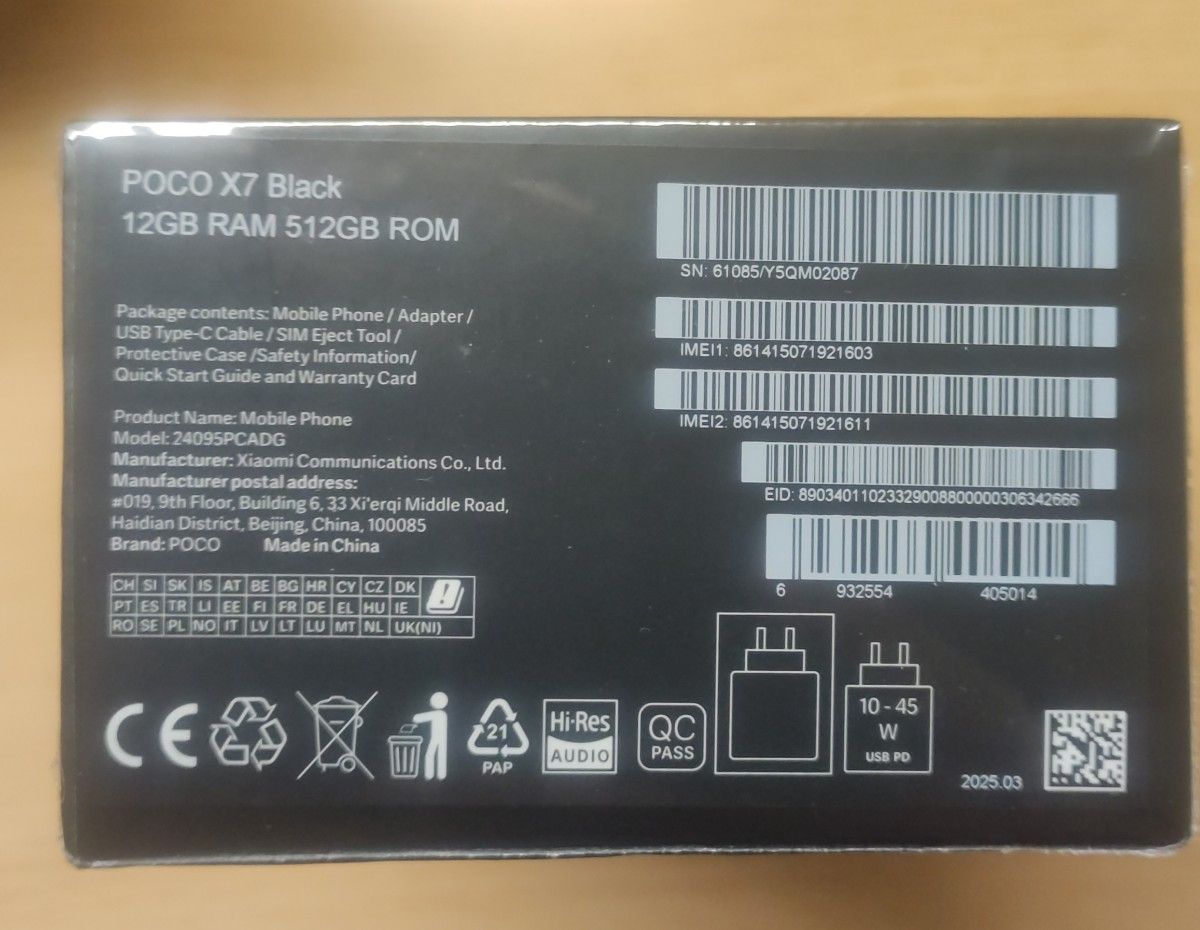 POCO X7 Black
12GB RAM 512GB ROM
Package contents: Mobile Phone / Adapter /
USB Type-C Cable / SIM Eject Tool /
Protective Case /Safety Information/
Quick Start Guide and Warranty Card
Product Name: Mobile Phone
Model: 24095PCADG
Manufacturer: Xiaomi Communications Co., Ltd.
Manufacturer postal address:
#019, 9th Floor, Building 6, 33 Xi'erqi Middle Road,
Haidian District, Beijing, China, 100085
Brand: POCO Made in China
CH SI SK IS AT BE BG HR CY CZ DK
PT ES TR LI EE FI FR DE EL HU IE
RO SE PL NO IT LV LT LU MT NL UK(NI)
SN: 61085/Y5QM02087
IMEI1: 861415071921603
IMEI2: 861415071921611
EID: 89034011023329008800000306342666
6 932554 405014
CE
21
PAP
Hi-Res
AUDIO
QC
PASS
10 - 45
W
USB PD
2025.03